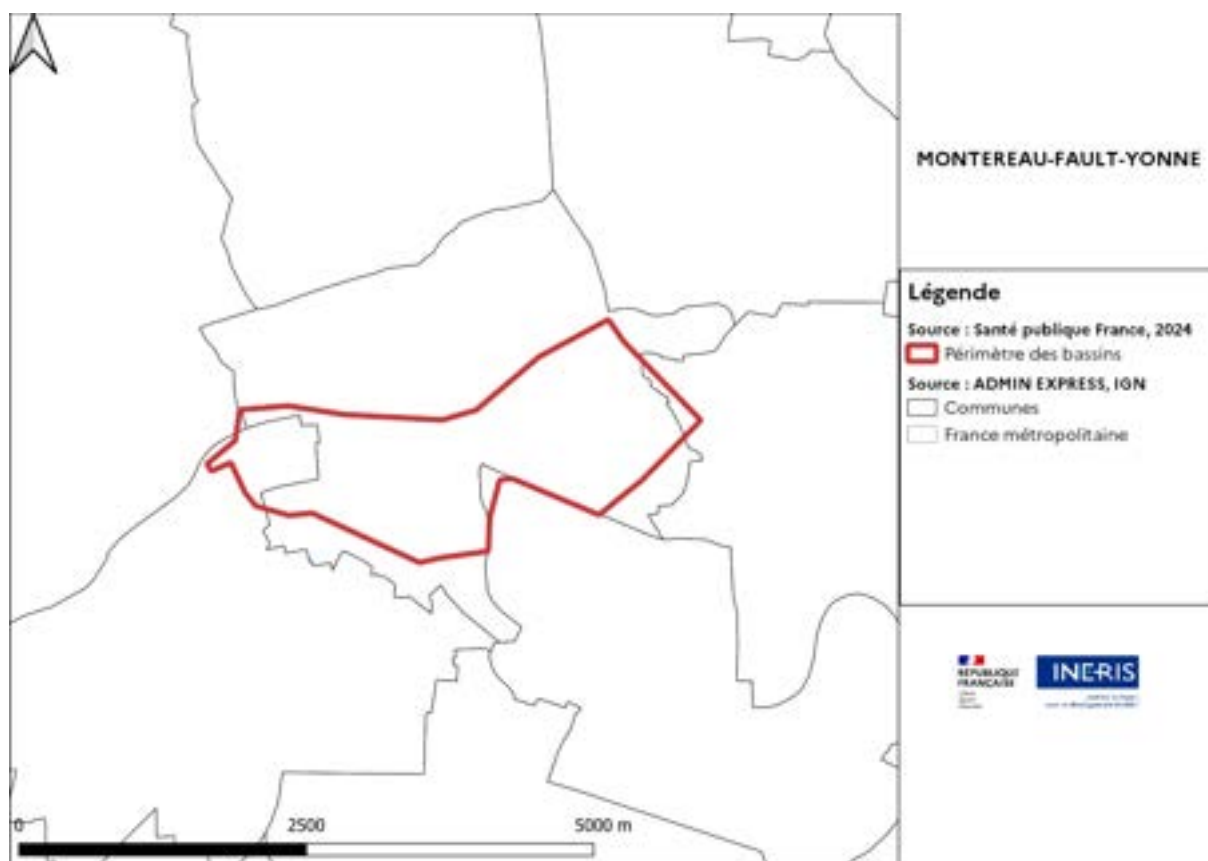 MONTEREAU-FAULT-YONNE
Légende
Source : Santé publique France, 2024
Périmètre des bassins
Source : ADMIN EXPRESS, IGN
Communes
France métropolitaine
RÉPUBLIQUE
FRANÇAISE
INERIS
0 2500 5000 m